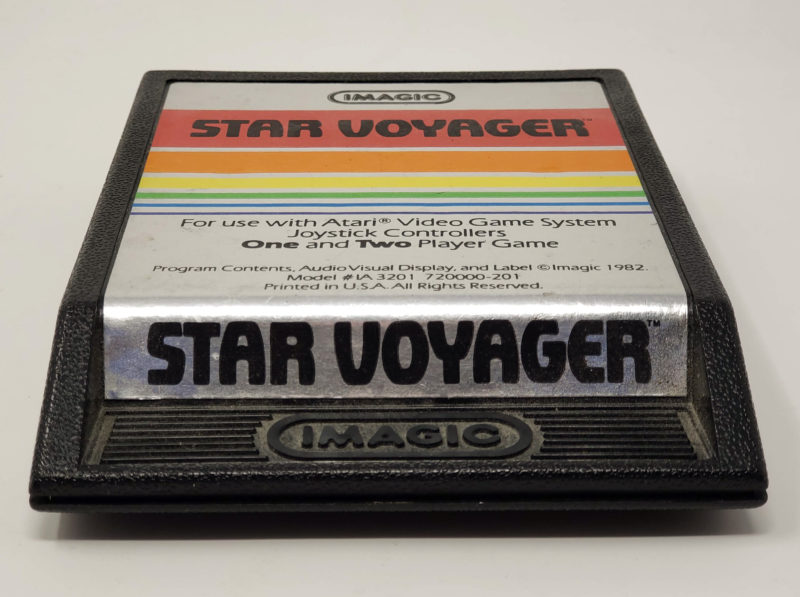 IMAGIC
STAR VOYAGER™
For use with Atari® Video Game System
Joystick Controllers
One and Two Player Game
Program Contents, Audio Visual Display, and Label © Imagic 1982.
Model # IA 3201 720000-201
Printed in U.S.A. All Rights Reserved.
STAR VOYAGER™
IMAGIC